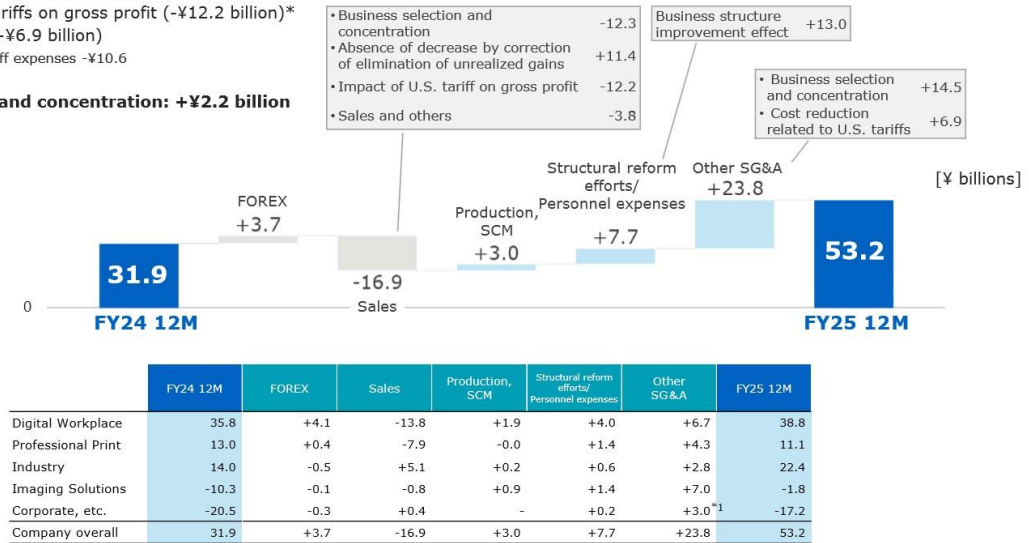 riffs on gross profit (-¥12.2 billion)*
-¥6.9 billion)
ff expenses -¥10.6
and concentration: +¥2.2 billion
• Business selection and
concentration -12.3
• Absence of decrease by correction
of elimination of unrealized gains +11.4
• Impact of U.S. tariff on gross profit -12.2
• Sales and others -3.8
Business structure
improvement effect +13.0
• Business selection
and concentration +14.5
• Cost reduction
related to U.S. tariffs +6.9
[¥ billions]
FOREX
+3.7
-16.9
Sales
Production,
SCM
+3.0
Structural reform
efforts/
Personnel expenses
+7.7
Other SG&A
+23.8
31.9
53.2
0
FY24 12M
FY25 12M
FY24 12M FOREX Sales Production, SCM Structural reform efforts/ Personnel expenses Other SG&A FY25 12M
Digital Workplace 35.8 +4.1 -13.8 +1.9 +4.0 +6.7 38.8
Professional Print 13.0 +0.4 -7.9 -0.0 +1.4 +4.3 11.1
Industry 14.0 -0.5 +5.1 +0.2 +0.6 +2.8 22.4
Imaging Solutions -10.3 -0.1 -0.8 +0.9 +1.4 +7.0 -1.8
Corporate, etc. -20.5 -0.3 +0.4 - +0.2 +3.0*1 -17.2
Company overall 31.9 +3.7 -16.9 +3.0 +7.7 +23.8 53.2